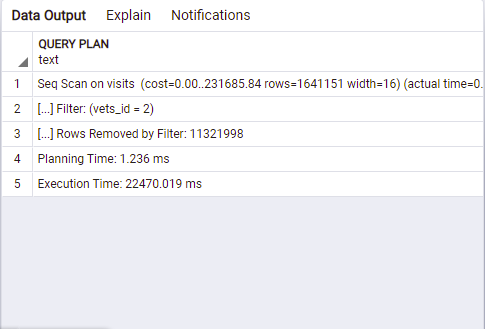 Data Output Explain Notifications
QUERY PLAN
text
1 Seq Scan on visits (cost=0.00..231685.84 rows=1641151 width=16) (actual time=0.
2 [...] Filter: (vets_id = 2)
3 [...] Rows Removed by Filter: 11321998
4 Planning Time: 1.236 ms
5 Execution Time: 22470.019 ms